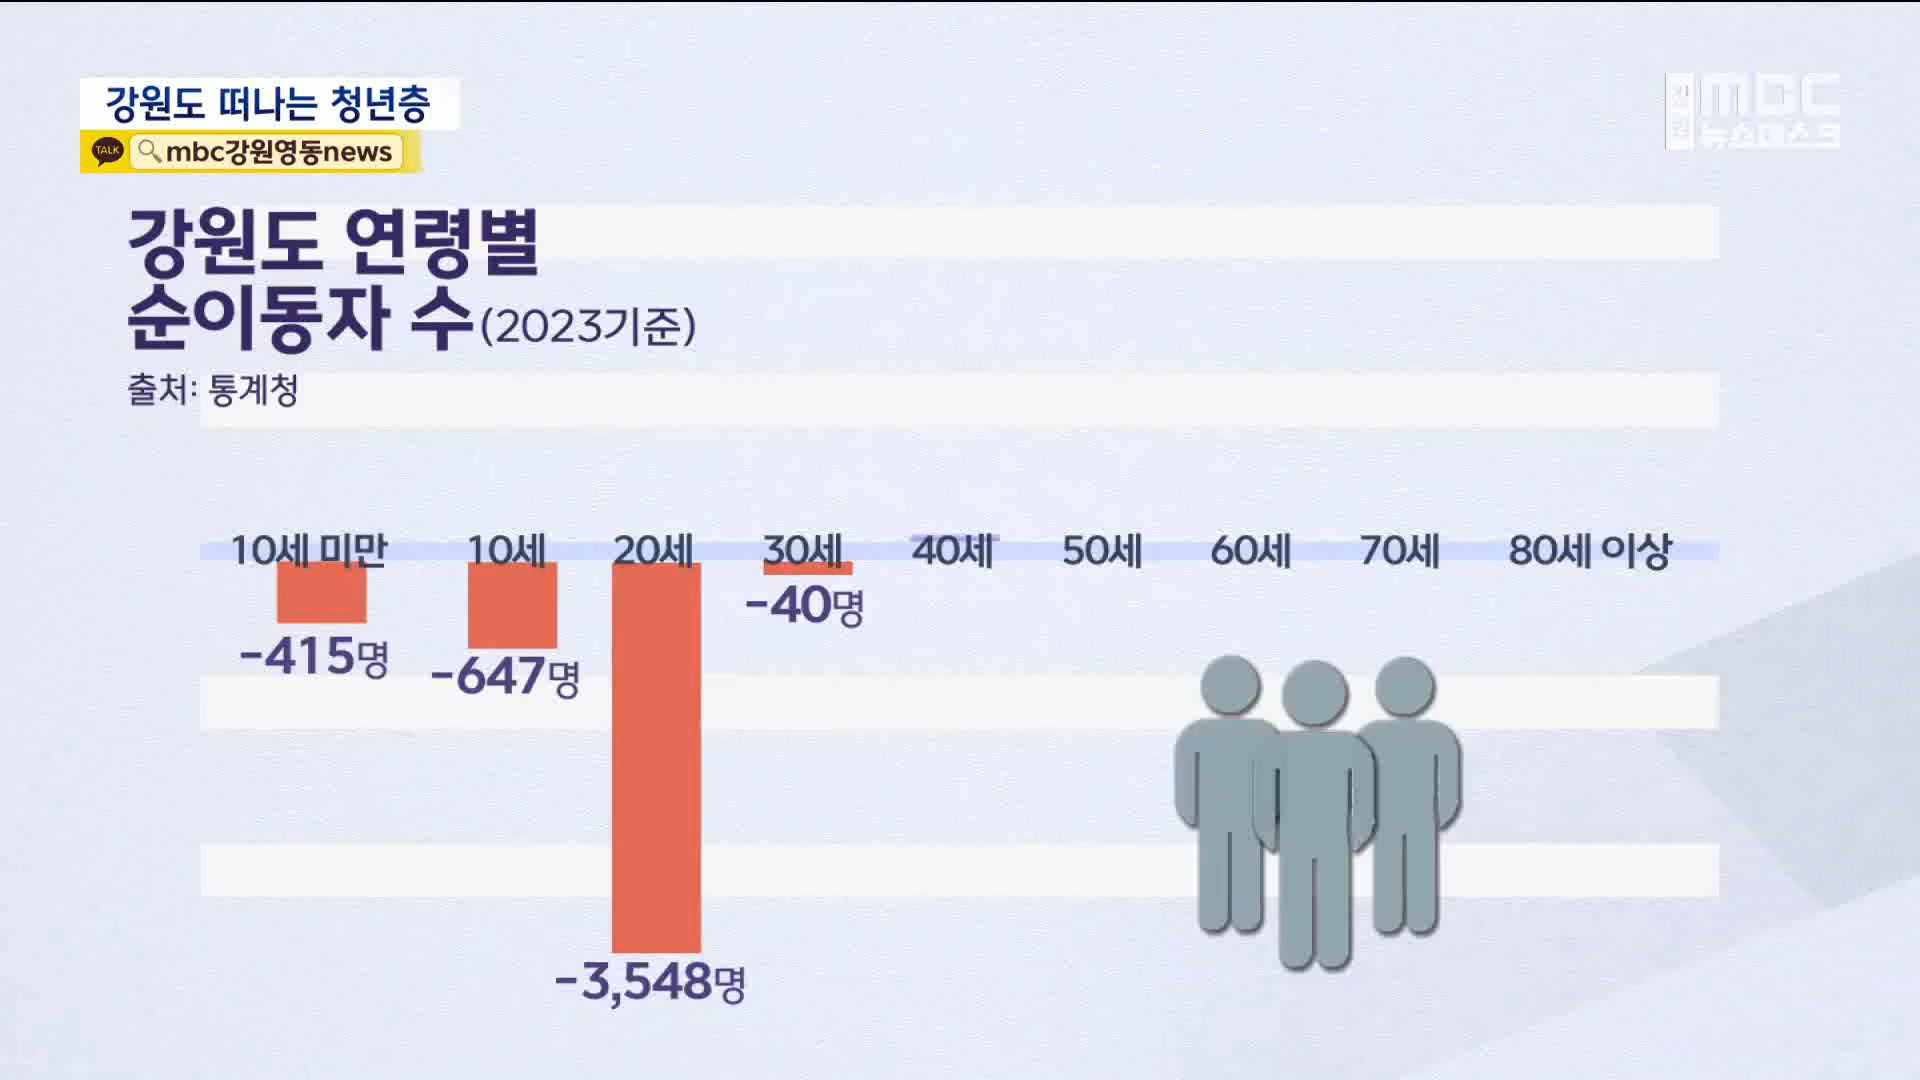 강원도 떠나는 청년층
TALK mbc강원영동news
mbc
뉴스데스크
강원도 연령별
순이동자 수(2023기준)
출처: 통계청
10세 미만 10세 20세 30세 40세 50세 60세 70세 80세 이상
-415명 -647명 -3,548명 -40명